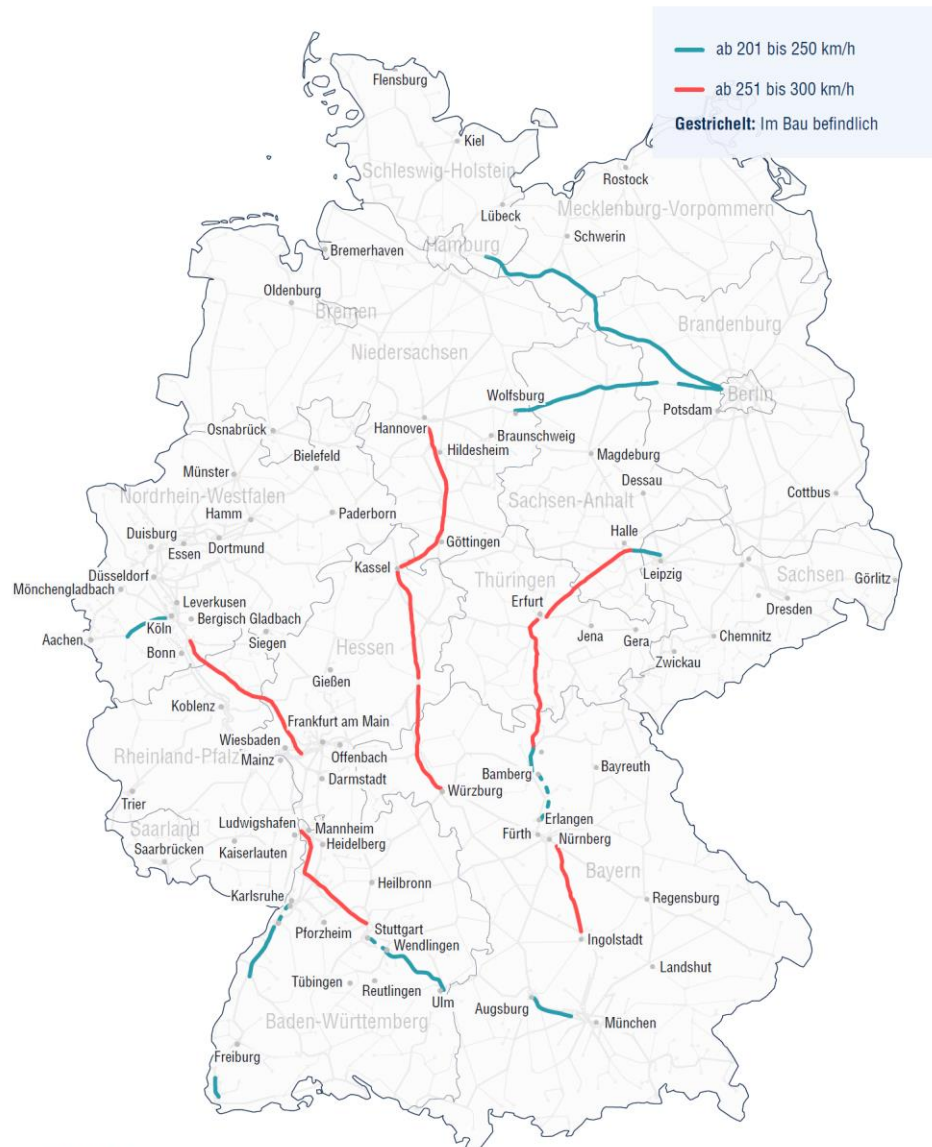 ab 201 bis 250 km/h
ab 251 bis 300 km/h
Gestrichelt: Im Bau befindlich
Flensburg
Kiel
Schleswig-Holstein
Rostock
Lübeck
Mecklenburg-Vorpommern
Schwerin
Hamburg
Bremerhaven
Oldenburg
Bremen
Brandenburg
Niedersachsen
Wolfsburg
Berlin
Potsdam
Hannover
Osnabrück
Braunschweig
Hildesheim
Bielefeld
Magdeburg
Münster
Dessau
Nordrhein-Westfalen
Sachsen-Anhalt
Cottbus
Hamm
Paderborn
Duisburg
Essen
Dortmund
Göttingen
Halle
Kassel
Leipzig
Düsseldorf
Thüringen
Sachsen
Görlitz
Mönchengladbach
Leverkusen
Erfurt
Dresden
Köln
Bergisch Gladbach
Aachen
Siegen
Jena
Gera
Chemnitz
Bonn
Hessen
Zwickau
Gießen
Koblenz
Frankfurt am Main
Wiesbaden
Rheinland-Pfalz
Mainz
Offenbach
Darmstadt
Bamberg
Bayreuth
Trier
Würzburg
Erlangen
Saarland
Ludwigshafen
Mannheim
Fürth
Nürnberg
Saarbrücken
Kaiserlauten
Heidelberg
Bayern
Heilbronn
Karlsruhe
Regensburg
Pforzheim
Stuttgart
Wendlingen
Ingolstadt
Landshut
Tübingen
Reutlingen
Ulm
Augsburg
München
Baden-Württemberg
Freiburg